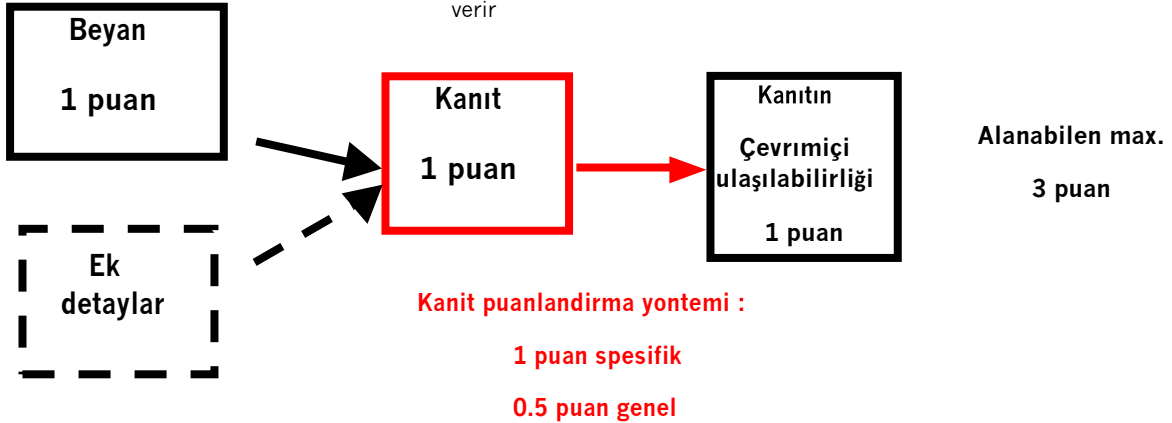 verir
Beyan
1 puan
Ek
detaylar
Kanıt
1 puan
Kanıtın
Çevrımiçi
ulaşılabilirliği
1 puan
Alanabilen max.
3 puan
Kanit puanlandirma yontemi :
1 puan spesifik
0.5 puan genel